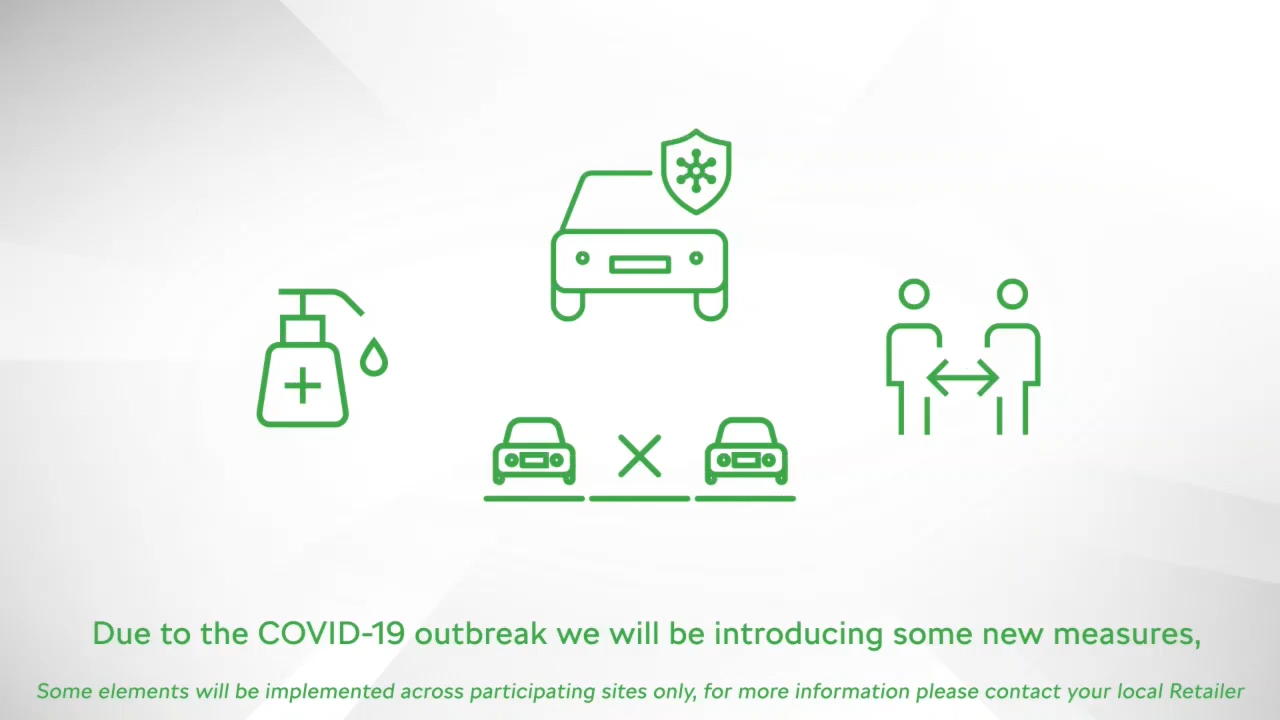 Due to the COVID-19 outbreak we will be introducing some new measures,
Some elements will be implemented across participating sites only, for more information please contact your local Retailer